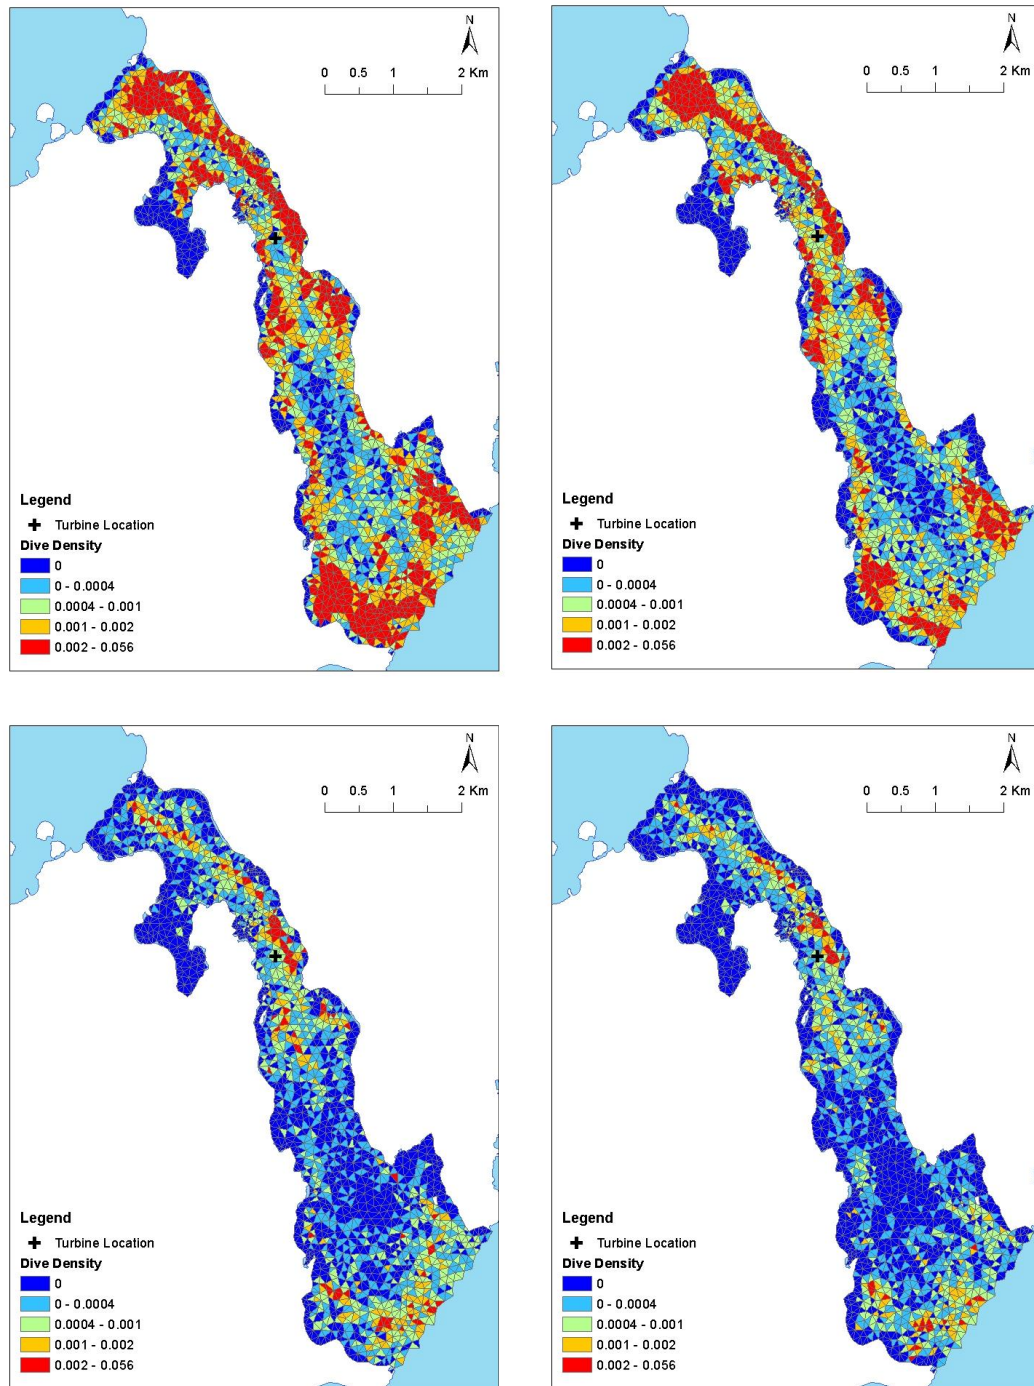 N
0 0.5 1 2 Km
Legend
Turbine Location
Dive Density
0
0 - 0.0004
0.0004 - 0.001
0.001 - 0.002
0.002 - 0.056
N
0 0.5 1 2 Km
Legend
Turbine Location
Dive Density
0
0 - 0.0004
0.0004 - 0.001
0.001 - 0.002
0.002 - 0.056
N
0 0.5 1 2 Km
Legend
Turbine Location
Dive Density
0
0 - 0.0004
0.0004 - 0.001
0.001 - 0.002
0.002 - 0.056
N
0 0.5 1 2 Km
Legend
Turbine Location
Dive Density
0
0 - 0.0004
0.0004 - 0.001
0.001 - 0.002
0.002 - 0.056